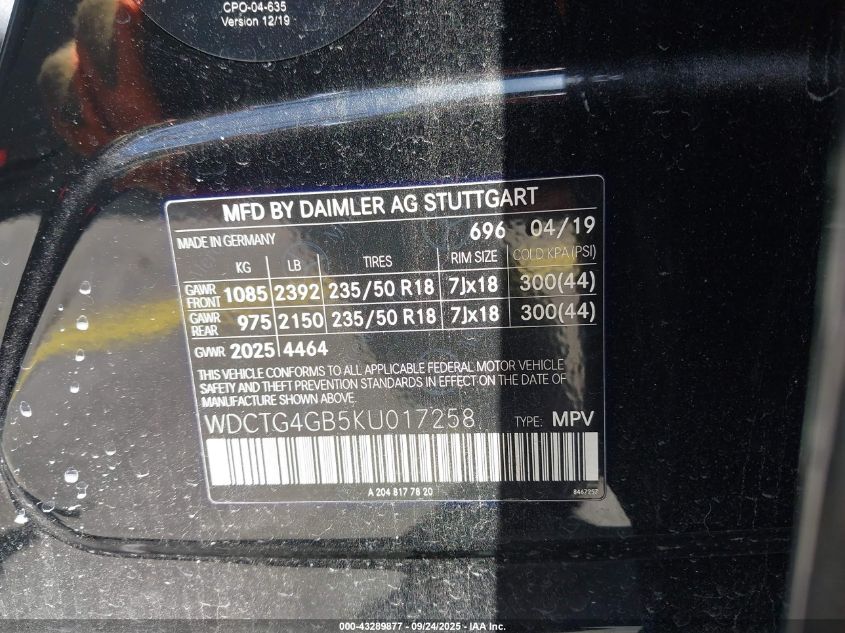 CPO-04-635
Version 12/19
MFD BY DAIMLER AG STUTTGART
MADE IN GERMANY 696 04/19
KG LB TIRES RIM SIZE COLD KPA (PSI)
GAWR FRONT 1085 2392 235/50 R18 7Jx18 300(44)
GAWR REAR 975 2150 235/50 R18 7Jx18 300(44)
GVWR 2025 4464
THIS VEHICLE CONFORMS TO ALL APPLICABLE FEDERAL MOTOR VEHICLE
SAFETY AND THEFT PREVENTION STANDARDS IN EFFECT ON THE DATE OF
MANUFACTURE SHOWN ABOVE.
WDCTG4GB5KU017258 TYPE: MPV
A 204 817 78 20 8467257
000-43289877 - 09/24/2025 - IAA Inc.